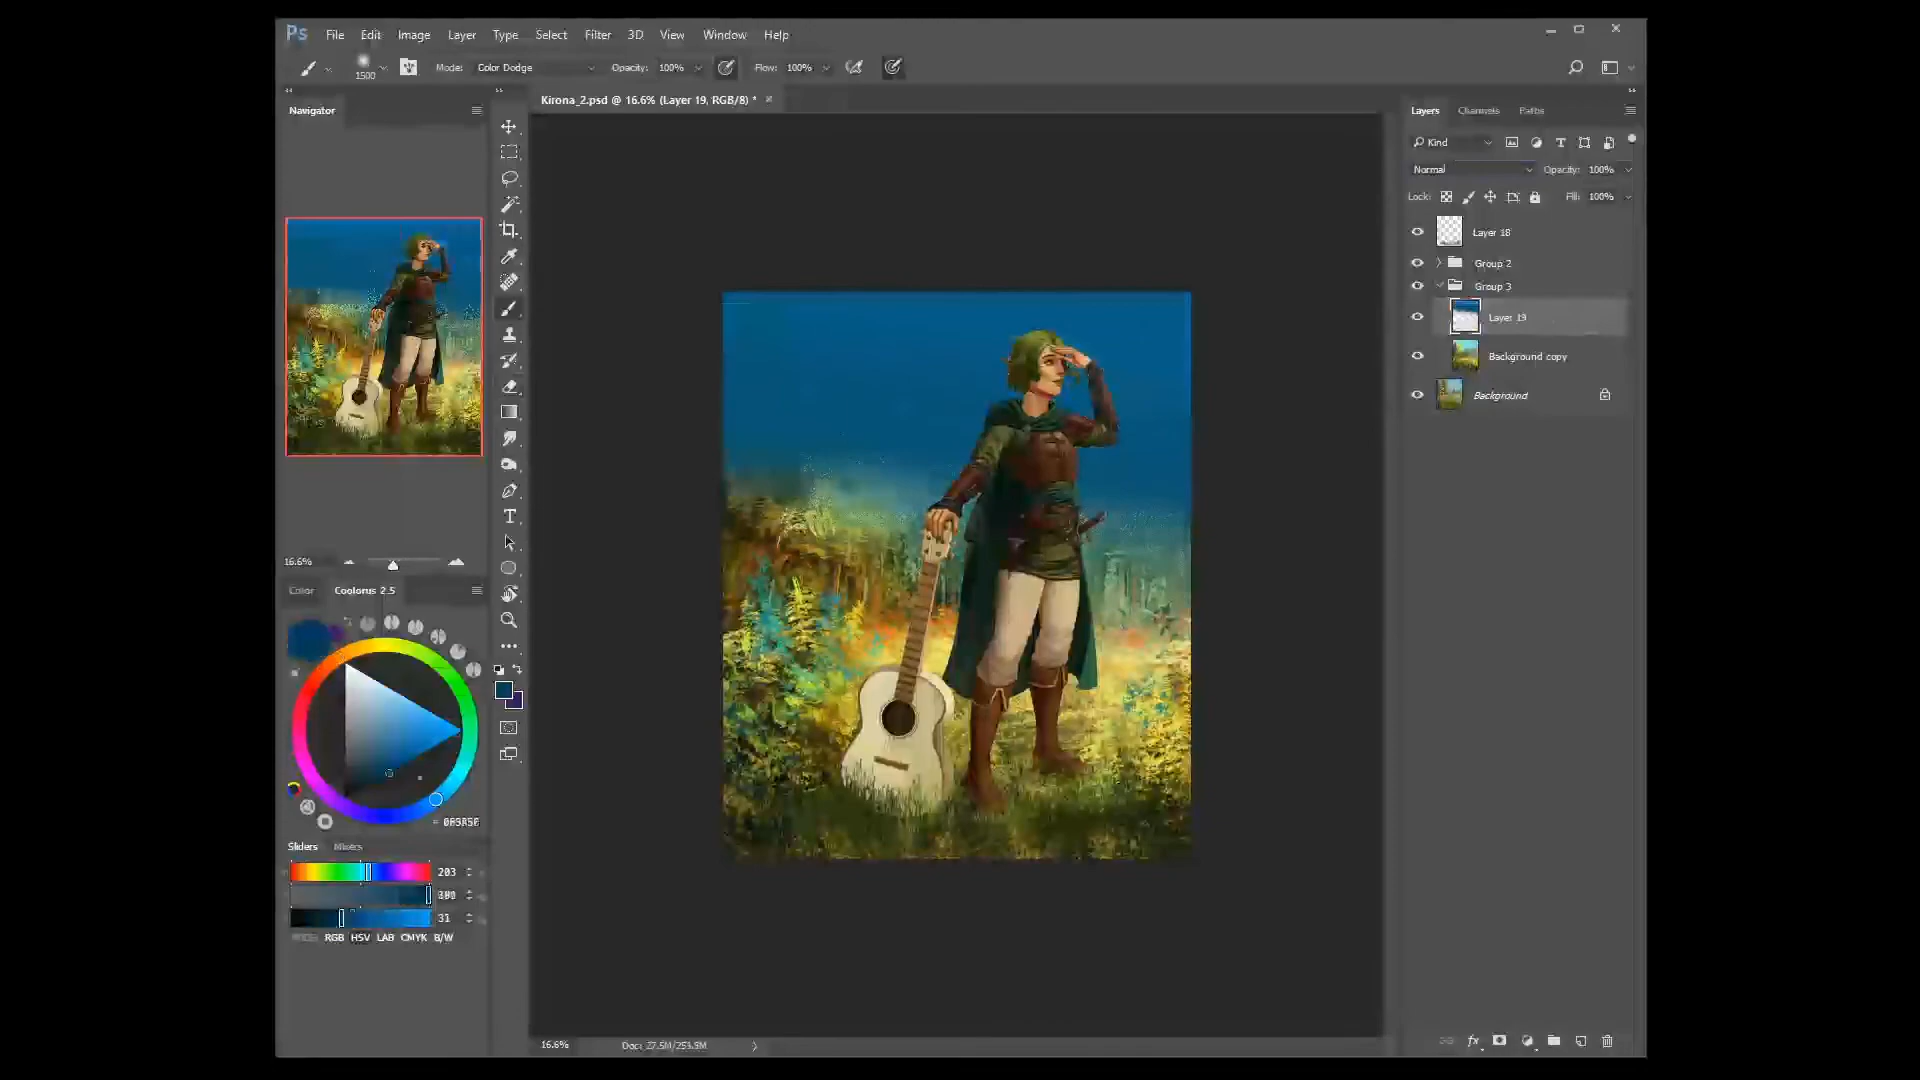 Ps File Edit Image Layer Type Select Filter 3D View Window Help
1500 Mode: Color Dodge Opacity: 100% Flow: 100%
Kirona_2.psd @ 16.6% (Layer 19, RGB/8) *
Navigator
16.6%
Color Coolorus 2.5
Sliders Mixers
203
31
RGB HSV LAB CMYK B/W
16.6% Doc: 27.5M/253.9M
Layers Channels Paths
Kind
Normal Opacity: 100%
Lock: Fill: 100%
Layer 18
Group 2
Group 3
Layer 19
Background copy
Background
fx